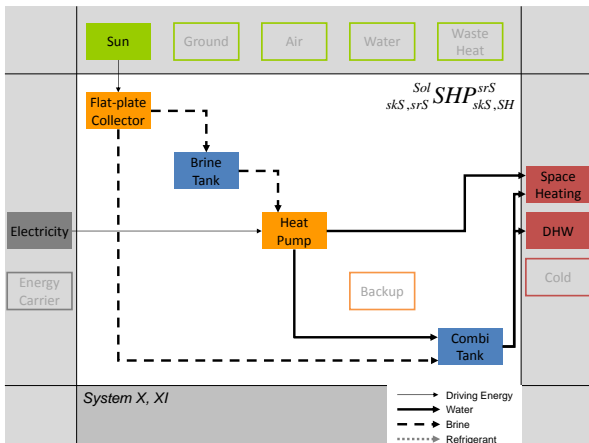 Sun
Ground
Air
Water
Waste
Heat
Flat-plate
Collector
Sol
skS,srS SHP srS
skS,SH
Brine
Tank
Space
Heating
Electricity
Heat
Pump
DHW
Energy
Carrier
Backup
Cold
Combi
Tank
System X, XI
Driving Energy
Water
Brine
Refrigerant